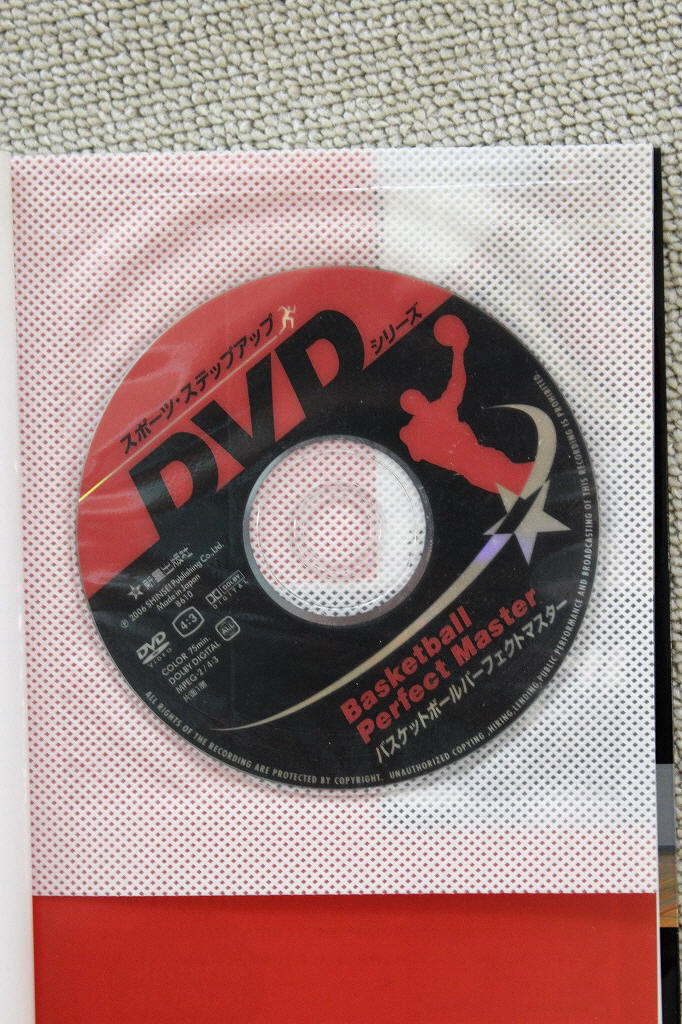 スポーツ・ステップアップ
DVD
シリーズ
新星出版社
© 2006 SHINSEI Publishing Co.,Ltd.
Made in Japan
8610
DVD
VIDEO
4:3
DOLBY
DIGITAL
ALL
COLOR 75min.
DOLBY DIGITAL
MPEG-2/4:3
片面1層
Basketball
Perfect Master
バスケットボールパーフェクトマスター
ALL RIGHTS OF THE RECORDING ARE PROTECTED BY COPYRIGHT. UNAUTHORIZED COPYING ,HIRING,LENDING,PUBLIC PERFORMANCE AND BROADCASTING OF THIS RECORDING IS PROHIBITED.